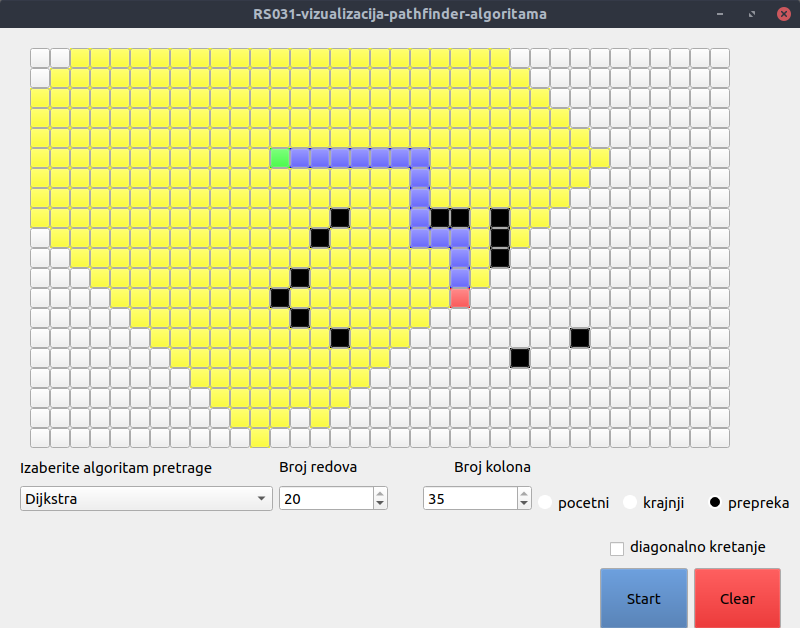 RS031-vizualizacija-pathfinder-algoritama
Izaberite algoritam pretrage
Broj redova
Broj kolona
Dijkstra
20
35
pocetni
krajnji
prepreka
diagonalno kretanje
Start
Clear